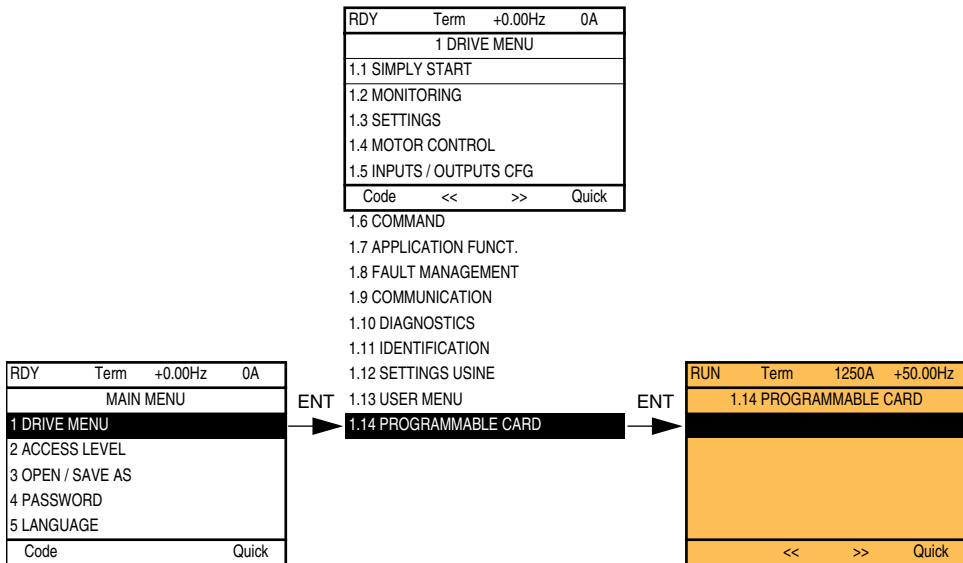 RDY Term +0.00Hz 0A
1 DRIVE MENU
1.1 SIMPLY START
1.2 MONITORING
1.3 SETTINGS
1.4 MOTOR CONTROL
1.5 INPUTS / OUTPUTS CFG
Code << >> Quick
1.6 COMMAND
1.7 APPLICATION FUNCT.
1.8 FAULT MANAGEMENT
1.9 COMMUNICATION
1.10 DIAGNOSTICS
1.11 IDENTIFICATION
1.12 SETTINGS USINE
1.13 USER MENU
1.14 PROGRAMMABLE CARD
RDY Term +0.00Hz 0A
MAIN MENU
1 DRIVE MENU
2 ACCESS LEVEL
3 OPEN / SAVE AS
4 PASSWORD
5 LANGUAGE
Code Quick
ENT
ENT
RUN Term 1250A +50.00Hz
1.14 PROGRAMMABLE CARD
<< >> Quick